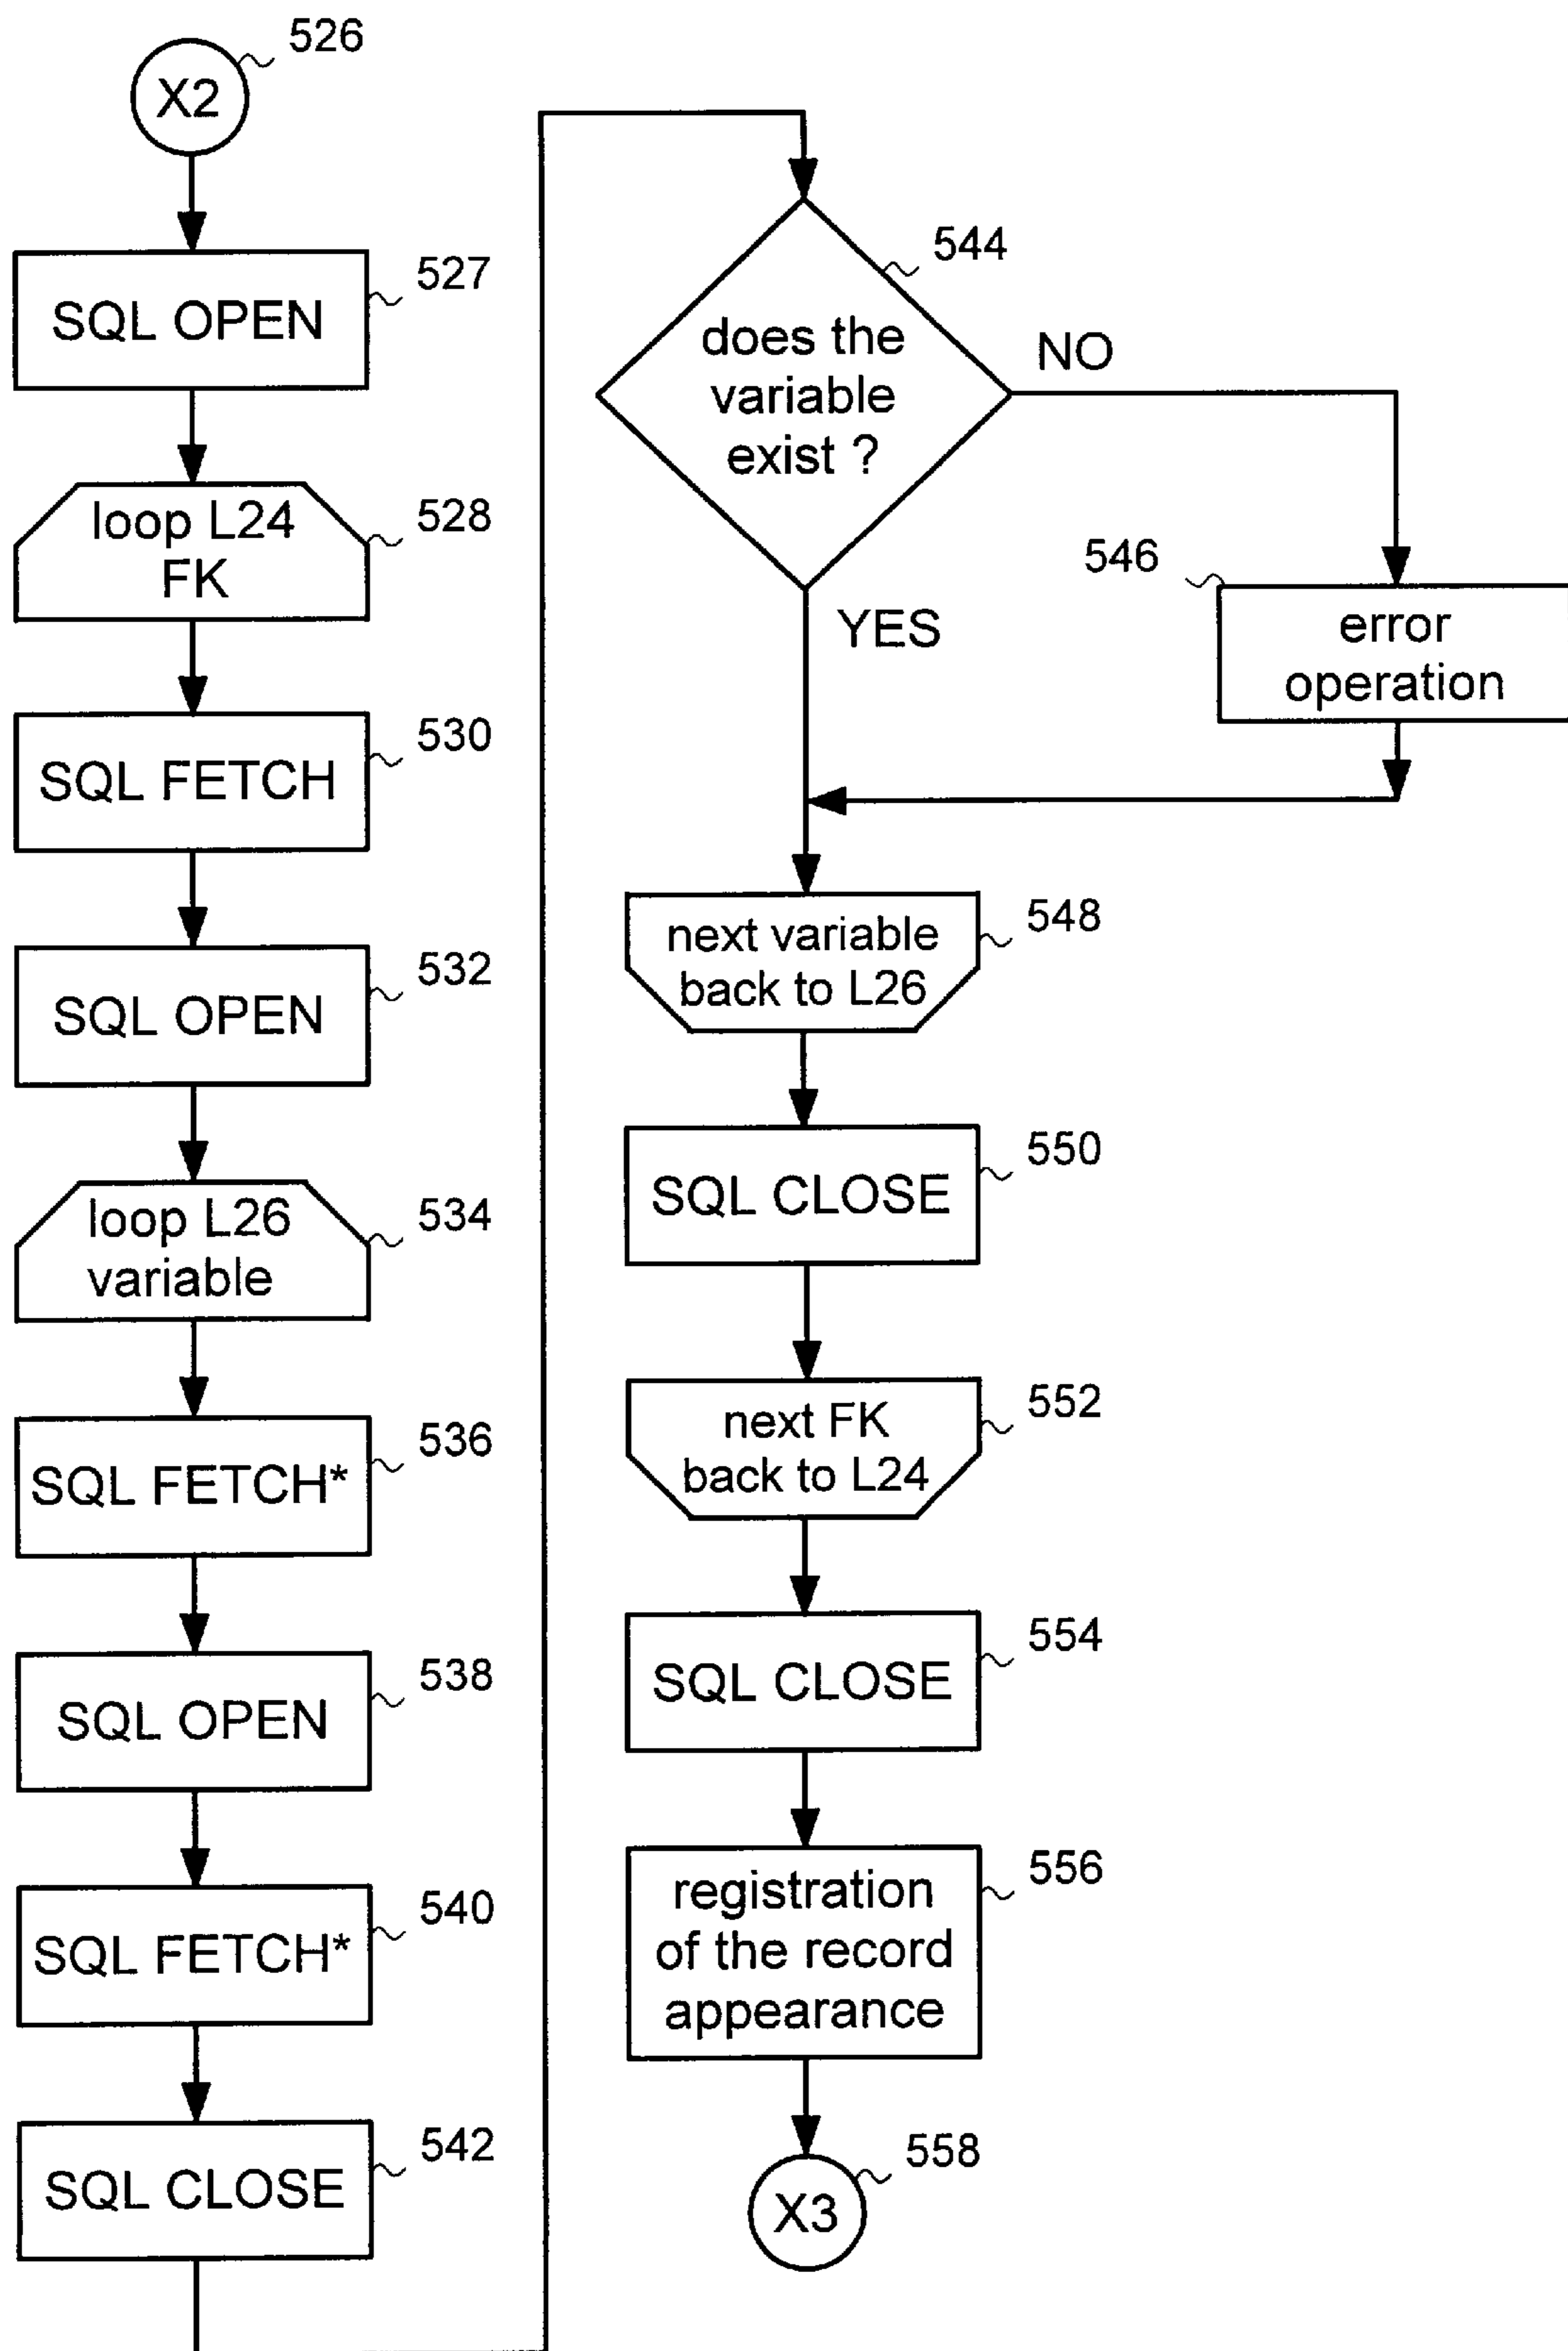 526
X2
527
SQL OPEN
528
loop L24
FK
530
SQL FETCH
532
SQL OPEN
534
loop L26
variable
536
SQL FETCH*
538
SQL OPEN
540
SQL FETCH*
542
SQL CLOSE
544
does the
variable
exist ?
NO
YES
546
error
operation
548
next variable
back to L26
550
SQL CLOSE
552
next FK
back to L24
554
SQL CLOSE
556
registration
of the record
appearance
558
X3